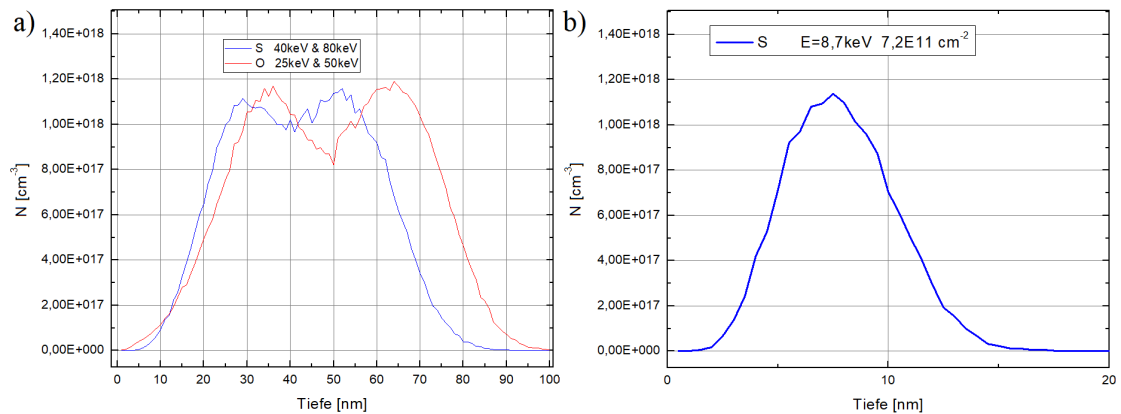 a)
S 40keV & 80keV
O 25keV & 50keV
1,40E+018
1,20E+018
1,00E+018
8,00E+017
6,00E+017
4,00E+017
2,00E+017
0,00E+000
N [cm-3]
0 10 20 30 40 50 60 70 80 90 100
Tiefe [nm]
b)
S E=8,7keV 7,2E11 cm-2
1,40E+018
1,20E+018
1,00E+018
8,00E+017
6,00E+017
4,00E+017
2,00E+017
0,00E+000
N [cm-3]
0 10 20
Tiefe [nm]